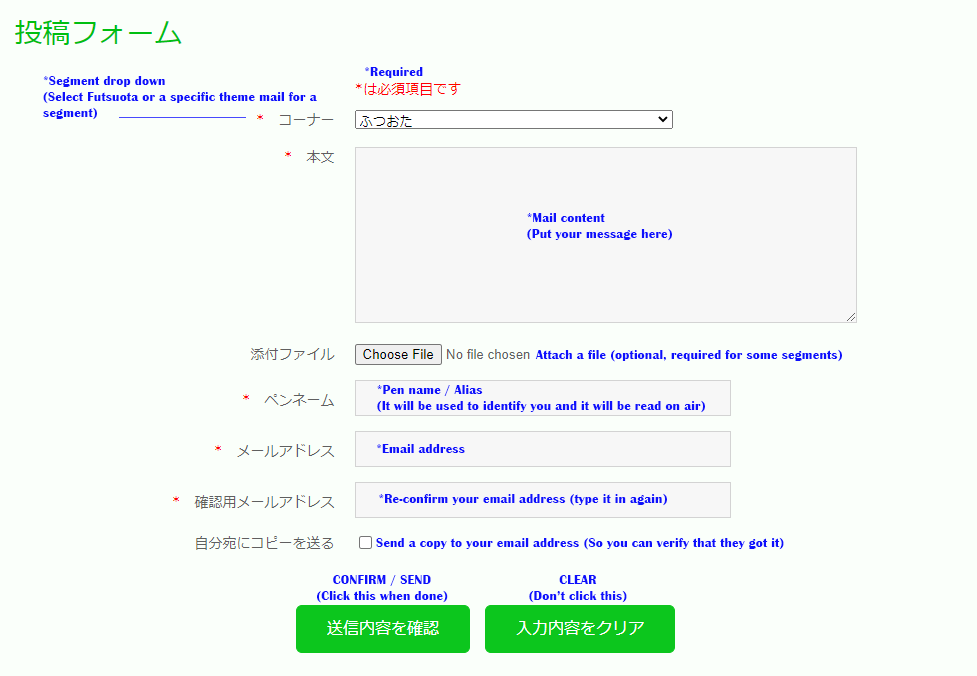 投稿フォーム
*Required
*は必須項目です
*Segment drop down
(Select Futsuota or a specific theme mail for a
segment)
* コーナー
ふつおた
* 本文
*Mail content
(Put your message here)
添付ファイル Choose File No file chosen Attach a file (optional, required for some segments)
*Pen name / Alias
* ペンネーム
(It will be used to identify you and it will be read on air)
* メールアドレス *Email address
* 確認用メールアドレス *Re-confirm your email address (type it in again)
自分宛にコピーを送る Send a copy to your email address (So you can verify that they got it)
CONFIRM / SEND
(Click this when done)
送信内容を確認
CLEAR
(Don't click this)
入力内容をクリア